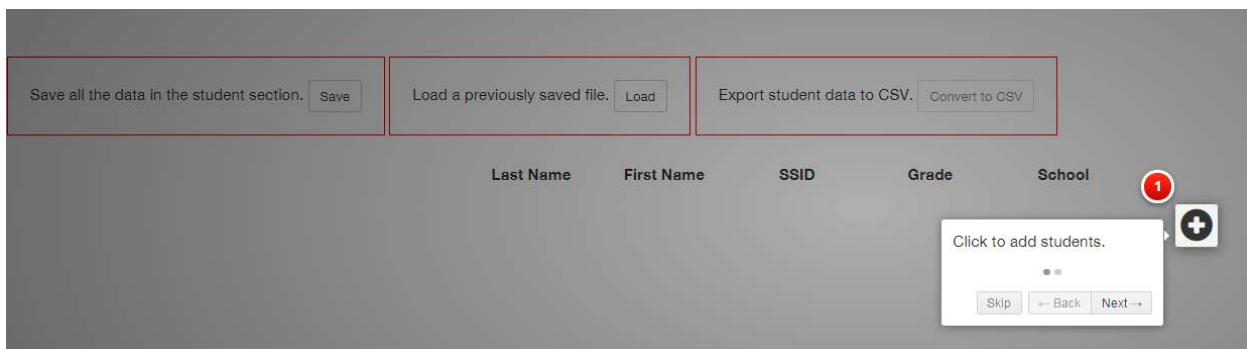 Save all the data in the student section. Save
Load a previously saved file. Load
Export student data to CSV. Convert to CSV
Last Name First Name SSID Grade School
1
Click to add students.
Skip ← Back Next →